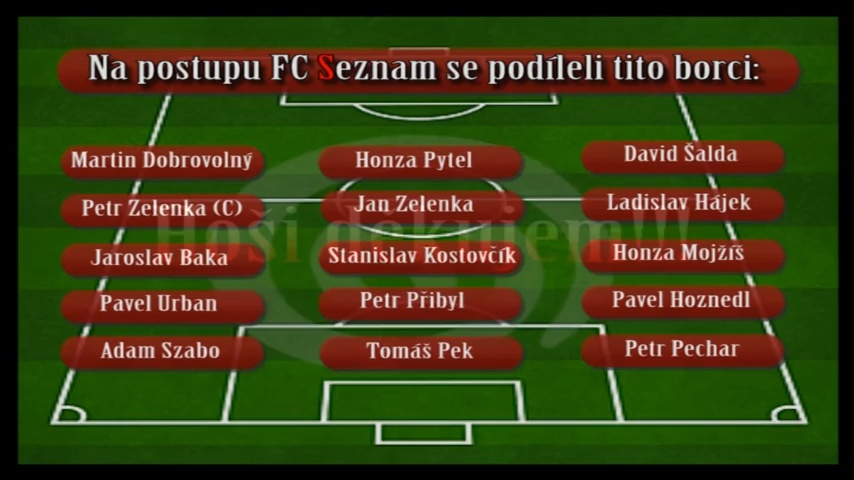 Na postupu FC Seznam se podíleli tito borci:
Martin Dobrovolný
Petr Zelenka (C)
Jaroslav Baka
Pavel Urban
Adam Szabo
Honza Pytel
Jan Zelenka
Stanislav Kostovčík
Petr Přibyl
Tomáš Pek
David Šalda
Ladislav Hájek
Honza Mojžíš
Pavel Hoznedl
Petr Pechar
Hoši děkujem!!!